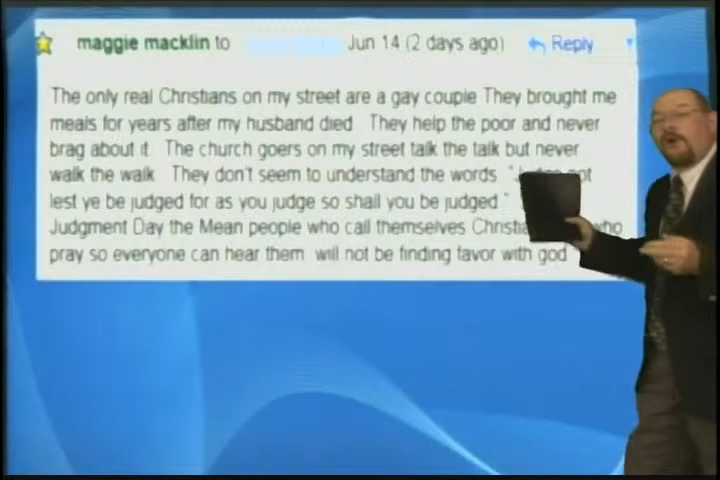 maggie macklin to Jun 14 (2 days ago) Reply
The only real Christians on my street are a gay couple They brought me
meals for years after my husband died They help the poor and never
brag about it The church goers on my street talk the talk but never
walk the walk They don't seem to understand the words "
lest ye be judged for as you judge so shall you be judged."
Judgment Day the Mean people who call themselves who
pray so everyone can hear them will not be finding favor with god